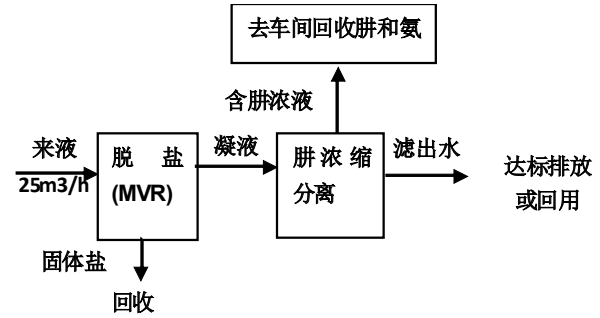 去车间回收肼和氨
含肼浓液
来液
25m3/h
脱 盐
(MVR)
凝液
肼浓缩
分离
滤出水
达标排放
或回用
固体盐
回收